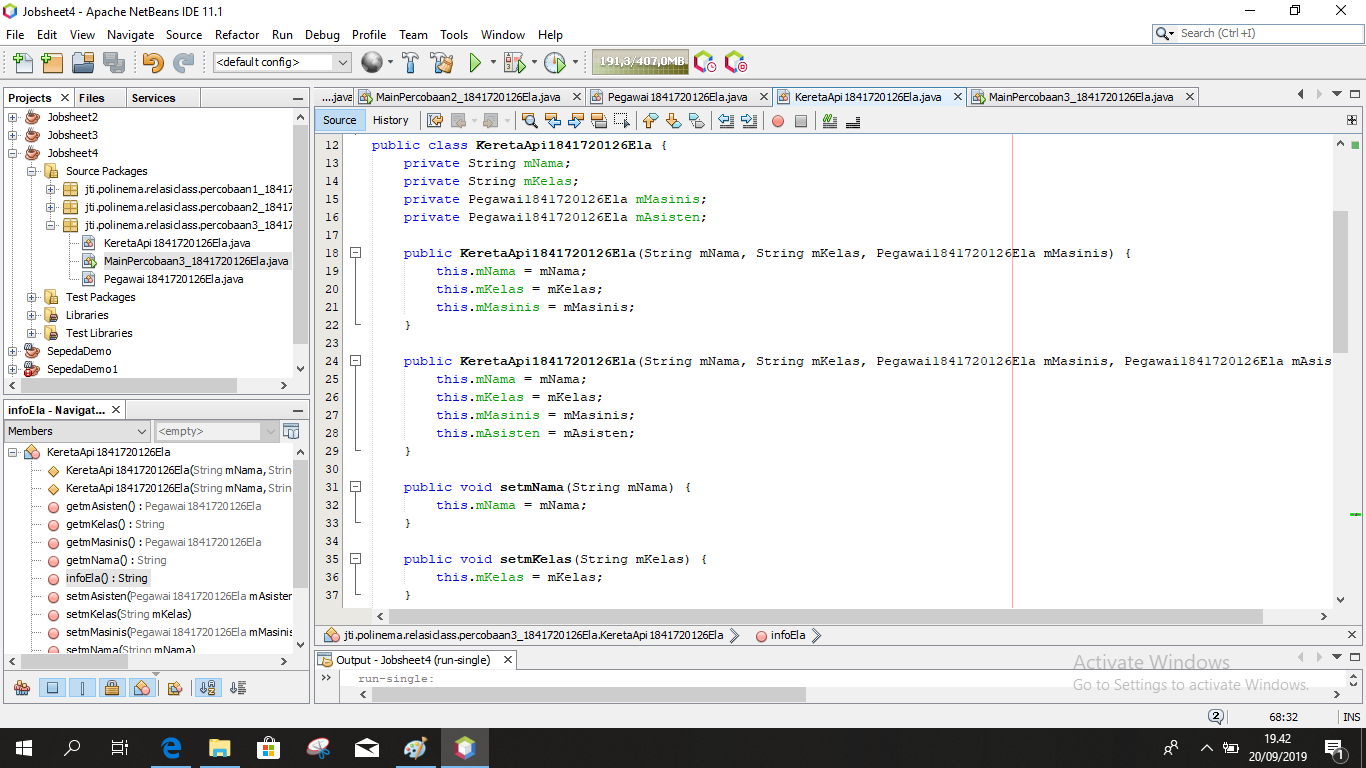 Jobsheet4 - Apache NetBeans IDE 11.1
File Edit View Navigate Source Refactor Run Debug Profile Team Tools Window Help
Search (Ctrl+I)
<default config>
191,3/407,0MB
Projects Files Services
Jobsheet2
Jobsheet3
Jobsheet4
Source Packages
jti.polinema.relasiclass.percobaan1_18417
jti.polinema.relasiclass.percobaan2_18417
jti.polinema.relasiclass.percobaan3_18417
KeretaApi1841720126Ela.java
MainPercobaan3_1841720126Ela.java
Pegawai1841720126Ela.java
Test Packages
Libraries
Test Libraries
SepedaDemo
SepedaDemo1
infoEla - Navigat...
Members <empty>
KeretaApi1841720126Ela
KeretaApi1841720126Ela(String mNama, Strin
KeretaApi1841720126Ela(String mNama, Strin
getmAsisten() : Pegawai1841720126Ela
getmKelas() : String
getmMasinis() : Pegawai1841720126Ela
getmNama() : String
infoEla() : String
setmAsisten(Pegawai1841720126Ela mAsisten
setmKelas(String mKelas)
setmMasinis(Pegawai1841720126Ela mMasinis
setmNama(String mNama)
....java MainPercobaan2_1841720126Ela.java Pegawai1841720126Ela.java KeretaApi1841720126Ela.java MainPercobaan3_1841720126Ela.java
Source History
12 public class KeretaApi1841720126Ela {
13 private String mNama;
14 private String mKelas;
15 private Pegawai1841720126Ela mMasinis;
16 private Pegawai1841720126Ela mAsisten;
17
18 public KeretaApi1841720126Ela(String mNama, String mKelas, Pegawai1841720126Ela mMasinis) {
19 this.mNama = mNama;
20 this.mKelas = mKelas;
21 this.mMasinis = mMasinis;
22 }
23
24 public KeretaApi1841720126Ela(String mNama, String mKelas, Pegawai1841720126Ela mMasinis, Pegawai1841720126Ela mAsis
25 this.mNama = mNama;
26 this.mKelas = mKelas;
27 this.mMasinis = mMasinis;
28 this.mAsisten = mAsisten;
29 }
30
31 public void setmNama(String mNama) {
32 this.mNama = mNama;
33 }
34
35 public void setmKelas(String mKelas) {
36 this.mKelas = mKelas;
37 }
jti.polinema.relasiclass.percobaan3_1841720126Ela.KeretaApi1841720126Ela infoEla
Output - Jobsheet4 (run-single)
run-single:
Activate Windows
Go to Settings to activate Windows.
2 68:32 INS
19.42
20/09/2019
1